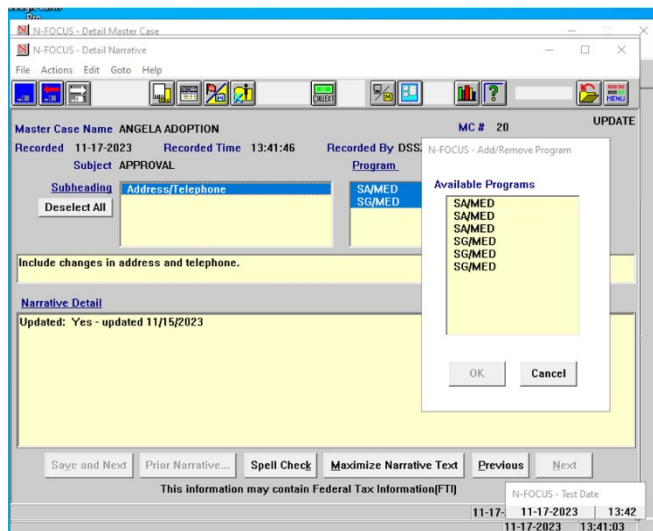 Pro
N-FOCUS - Detail Master Case
N-FOCUS - Detail Narrative
File Actions Edit Goto Help
COLLECT
MENU
UPDATE
Master Case Name ANGELA ADOPTION MC # 20
Recorded 11-17-2023 Recorded Time 13:41:46 Recorded By DSS
Subject APPROVAL Program
Subheading Address/Telephone SA/MED
Deselect All SG/MED
Include changes in address and telephone.
Narrative Detail
Updated: Yes - updated 11/15/2023
N-FOCUS - Add/Remove Program
Available Programs
SA/MED
SA/MED
SA/MED
SG/MED
SG/MED
SG/MED
OK Cancel
Save and Next Prior Narrative... Spell Check Maximize Narrative Text Previous Next
This information may contain Federal Tax Information(FTI)
N-FOCUS - Test Date
11-17- 11-17-2023 13:42
11-17-2023 13:41:03